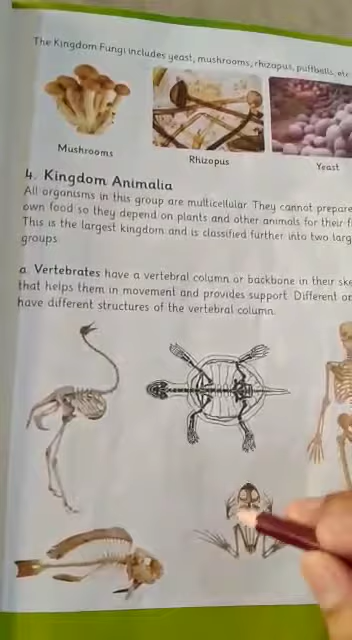 The Kingdom Fungi includes yeast, mushrooms, rhizopus, puffballs, etc
Mushrooms
Rhizopus
Yeast
4. Kingdom Animalia
All organisms in this group are multicellular. They cannot prepare
own food so they depend on plants and other animals for their
This is the largest kingdom and is classified further into two
groups.
a. Vertebrates have a vertebral column or backbone in their
that helps them in movement and provides support. Different
have different structures of the vertebral column.